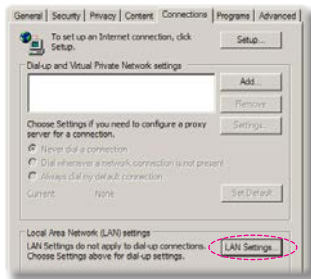 General Security Privacy Content Connections Programs Advanced
To set up an Internet connection, click
Setup.
Setup...
Dial-up and Virtual Private Network settings
Add...
Remove
Choose Settings if you need to configure a proxy
server for a connection.
Settings...
Never dial a connection
Dial whenever a network connection is not present
Always dial my default connection
Current None
Set Default
Local Area Network (LAN) settings
LAN Settings do not apply to dial-up connections.
Choose Settings above for dial-up settings.
LAN Settings...